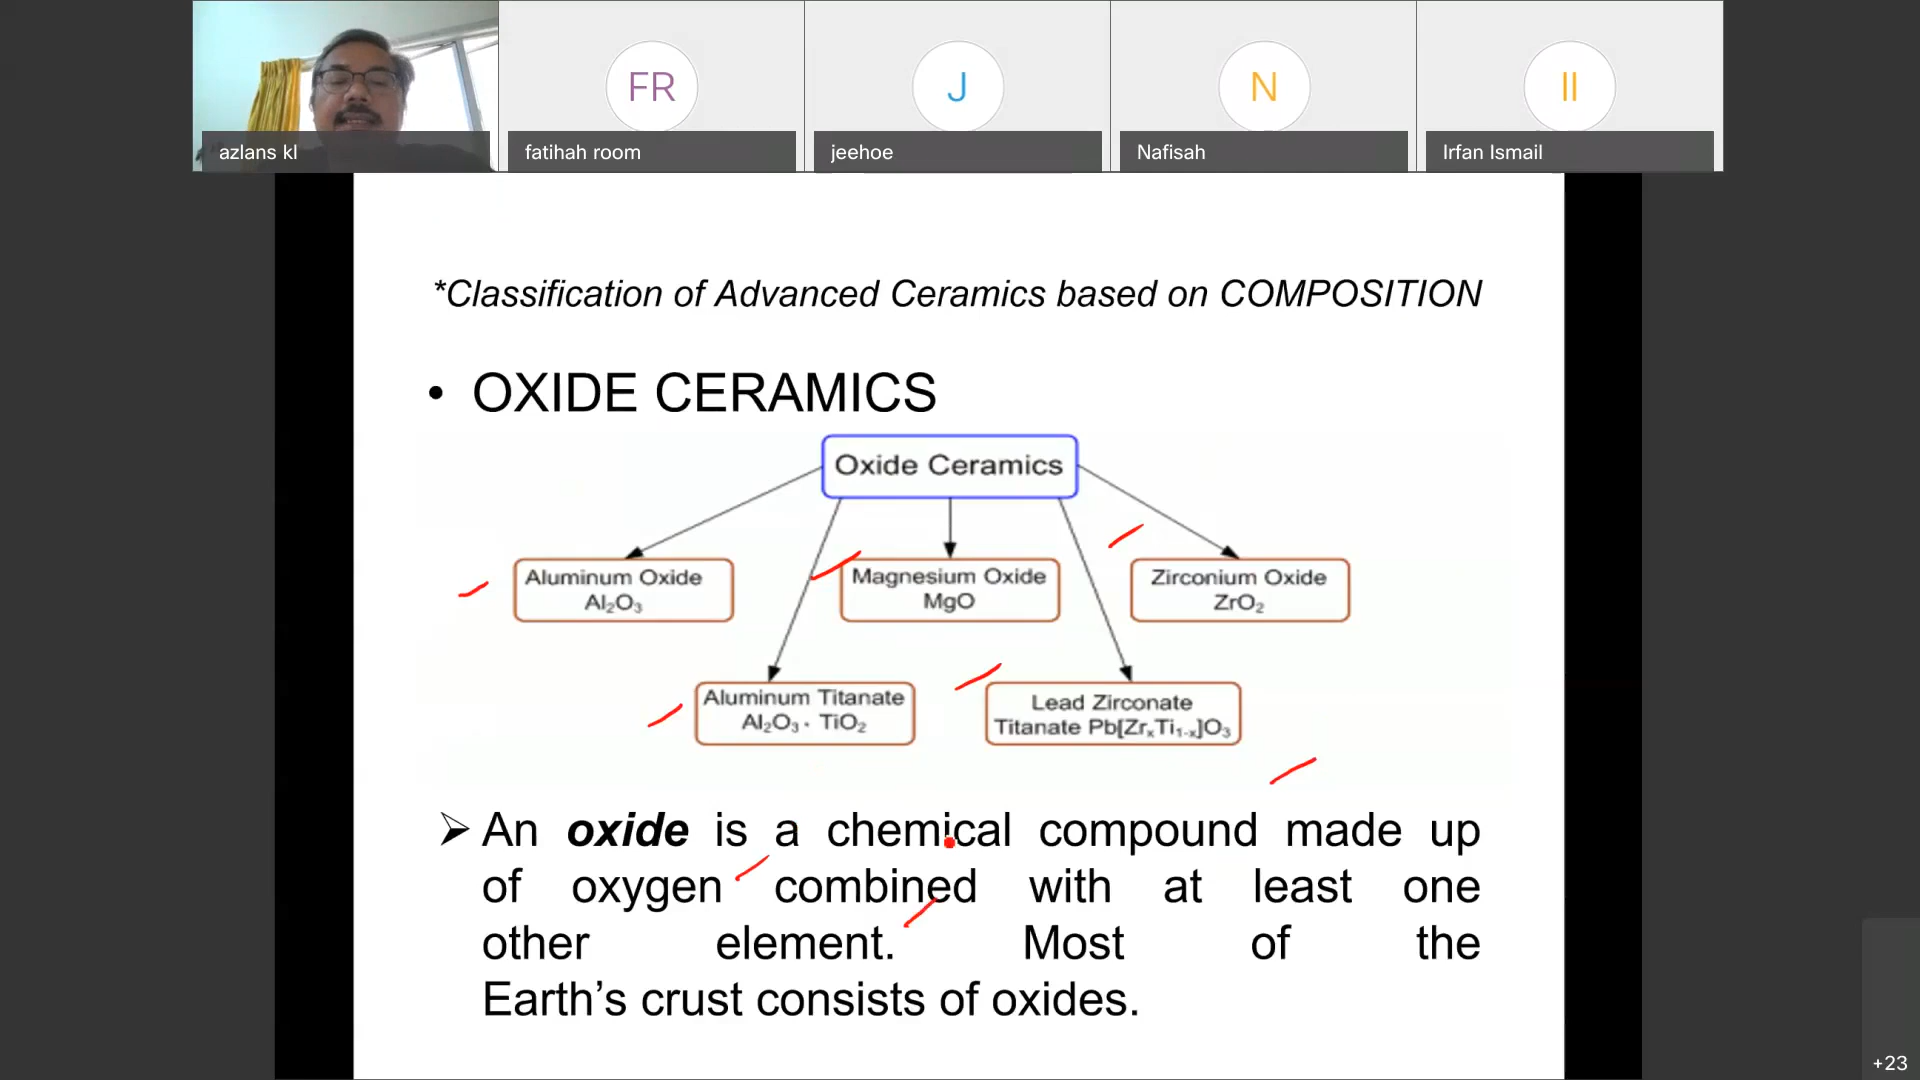 FR
J
N
II
azlans kl
fatihah room
jeehoe
Nafisah
Irfan Ismail
*Classification of Advanced Ceramics based on COMPOSITION
• OXIDE CERAMICS
Oxide Ceramics
Aluminum Oxide
Al₂O₃
Magnesium Oxide
MgO
Zirconium Oxide
ZrO₂
Aluminum Titanate
Al₂O₃ · TiO₂
Lead Zirconate
Titanate Pb[ZrₓTi₁₋ₓ]O₃
➢ An oxide is a chemical compound made up
of oxygen combined with at least one
other element. Most of the
Earth’s crust consists of oxides.
+23